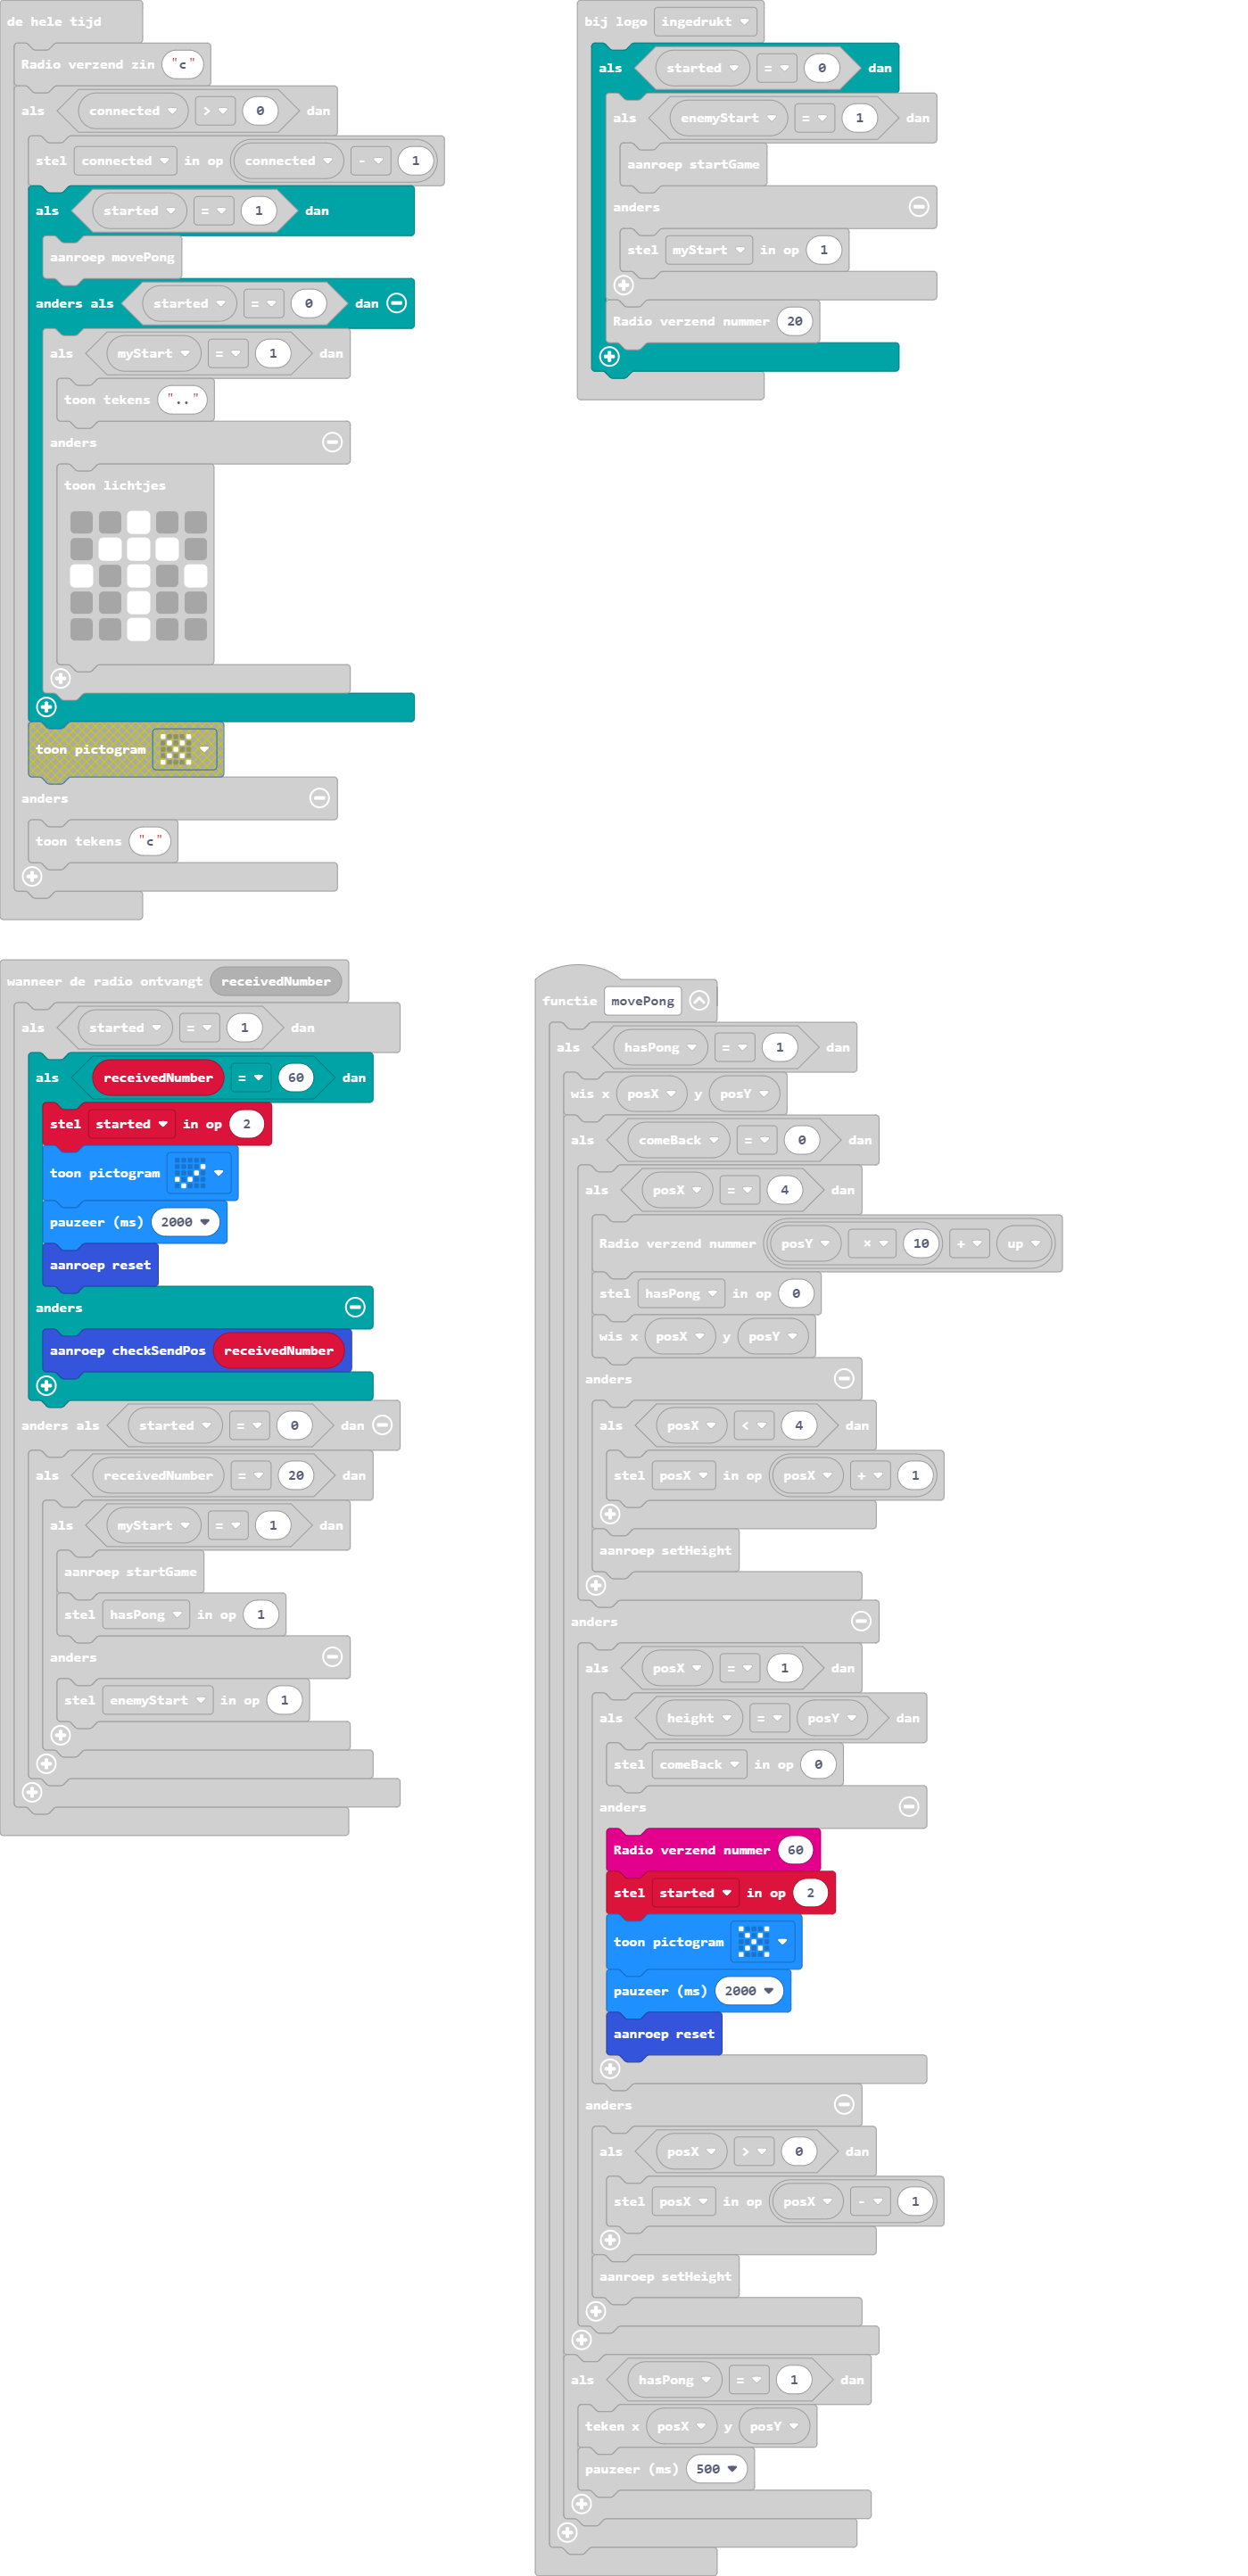 de hele tijd
Radio verzend zin "c"
als connected > 0 dan
stel connected in op connected - 1
als started = 1 dan
aanroep movePong
anders als started = 0 dan
als myStart = 1 dan
toon tekens ".."
anders
toon lichtjes
toon pictogram
anders
toon tekens "c"
bij logo ingedrukt
als started = 0 dan
als enemyStart = 1 dan
aanroep startGame
anders
stel myStart in op 1
Radio verzend nummer 20
wanneer de radio ontvangt receivedNumber
als started = 1 dan
als receivedNumber = 60 dan
stel started in op 2
toon pictogram
pauzeer (ms) 2000
aanroep reset
anders
aanroep checkSendPos receivedNumber
anders als started = 0 dan
als receivedNumber = 20 dan
als myStart = 1 dan
aanroep startGame
stel hasPong in op 1
anders
stel enemyStart in op 1
functie movePong
als hasPong = 1 dan
wis x posX y posY
als comeBack = 0 dan
als posX = 4 dan
Radio verzend nummer posY × 10 + up
stel hasPong in op 0
wis x posX y posY
anders
als posX < 4 dan
stel posX in op posX + 1
aanroep setHeight
anders
als posX = 1 dan
als height = posY dan
stel comeBack in op 0
anders
Radio verzend nummer 60
stel started in op 2
toon pictogram
pauzeer (ms) 2000
aanroep reset
anders
als posX > 0 dan
stel posX in op posX - 1
aanroep setHeight
als hasPong = 1 dan
teken x posX y posY
pauzeer (ms) 500